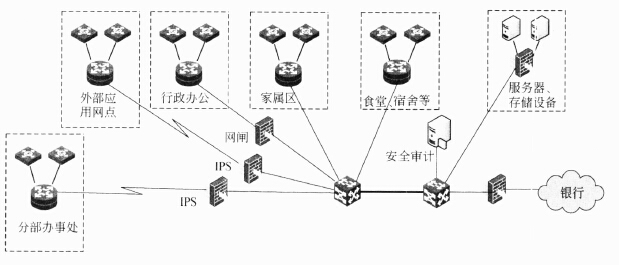 外部应
用网点
行政办公
家属区
食堂、宿舍等
服务器、
存储设备
网闸
安全审计
IPS
IPS
银行
分部办事处